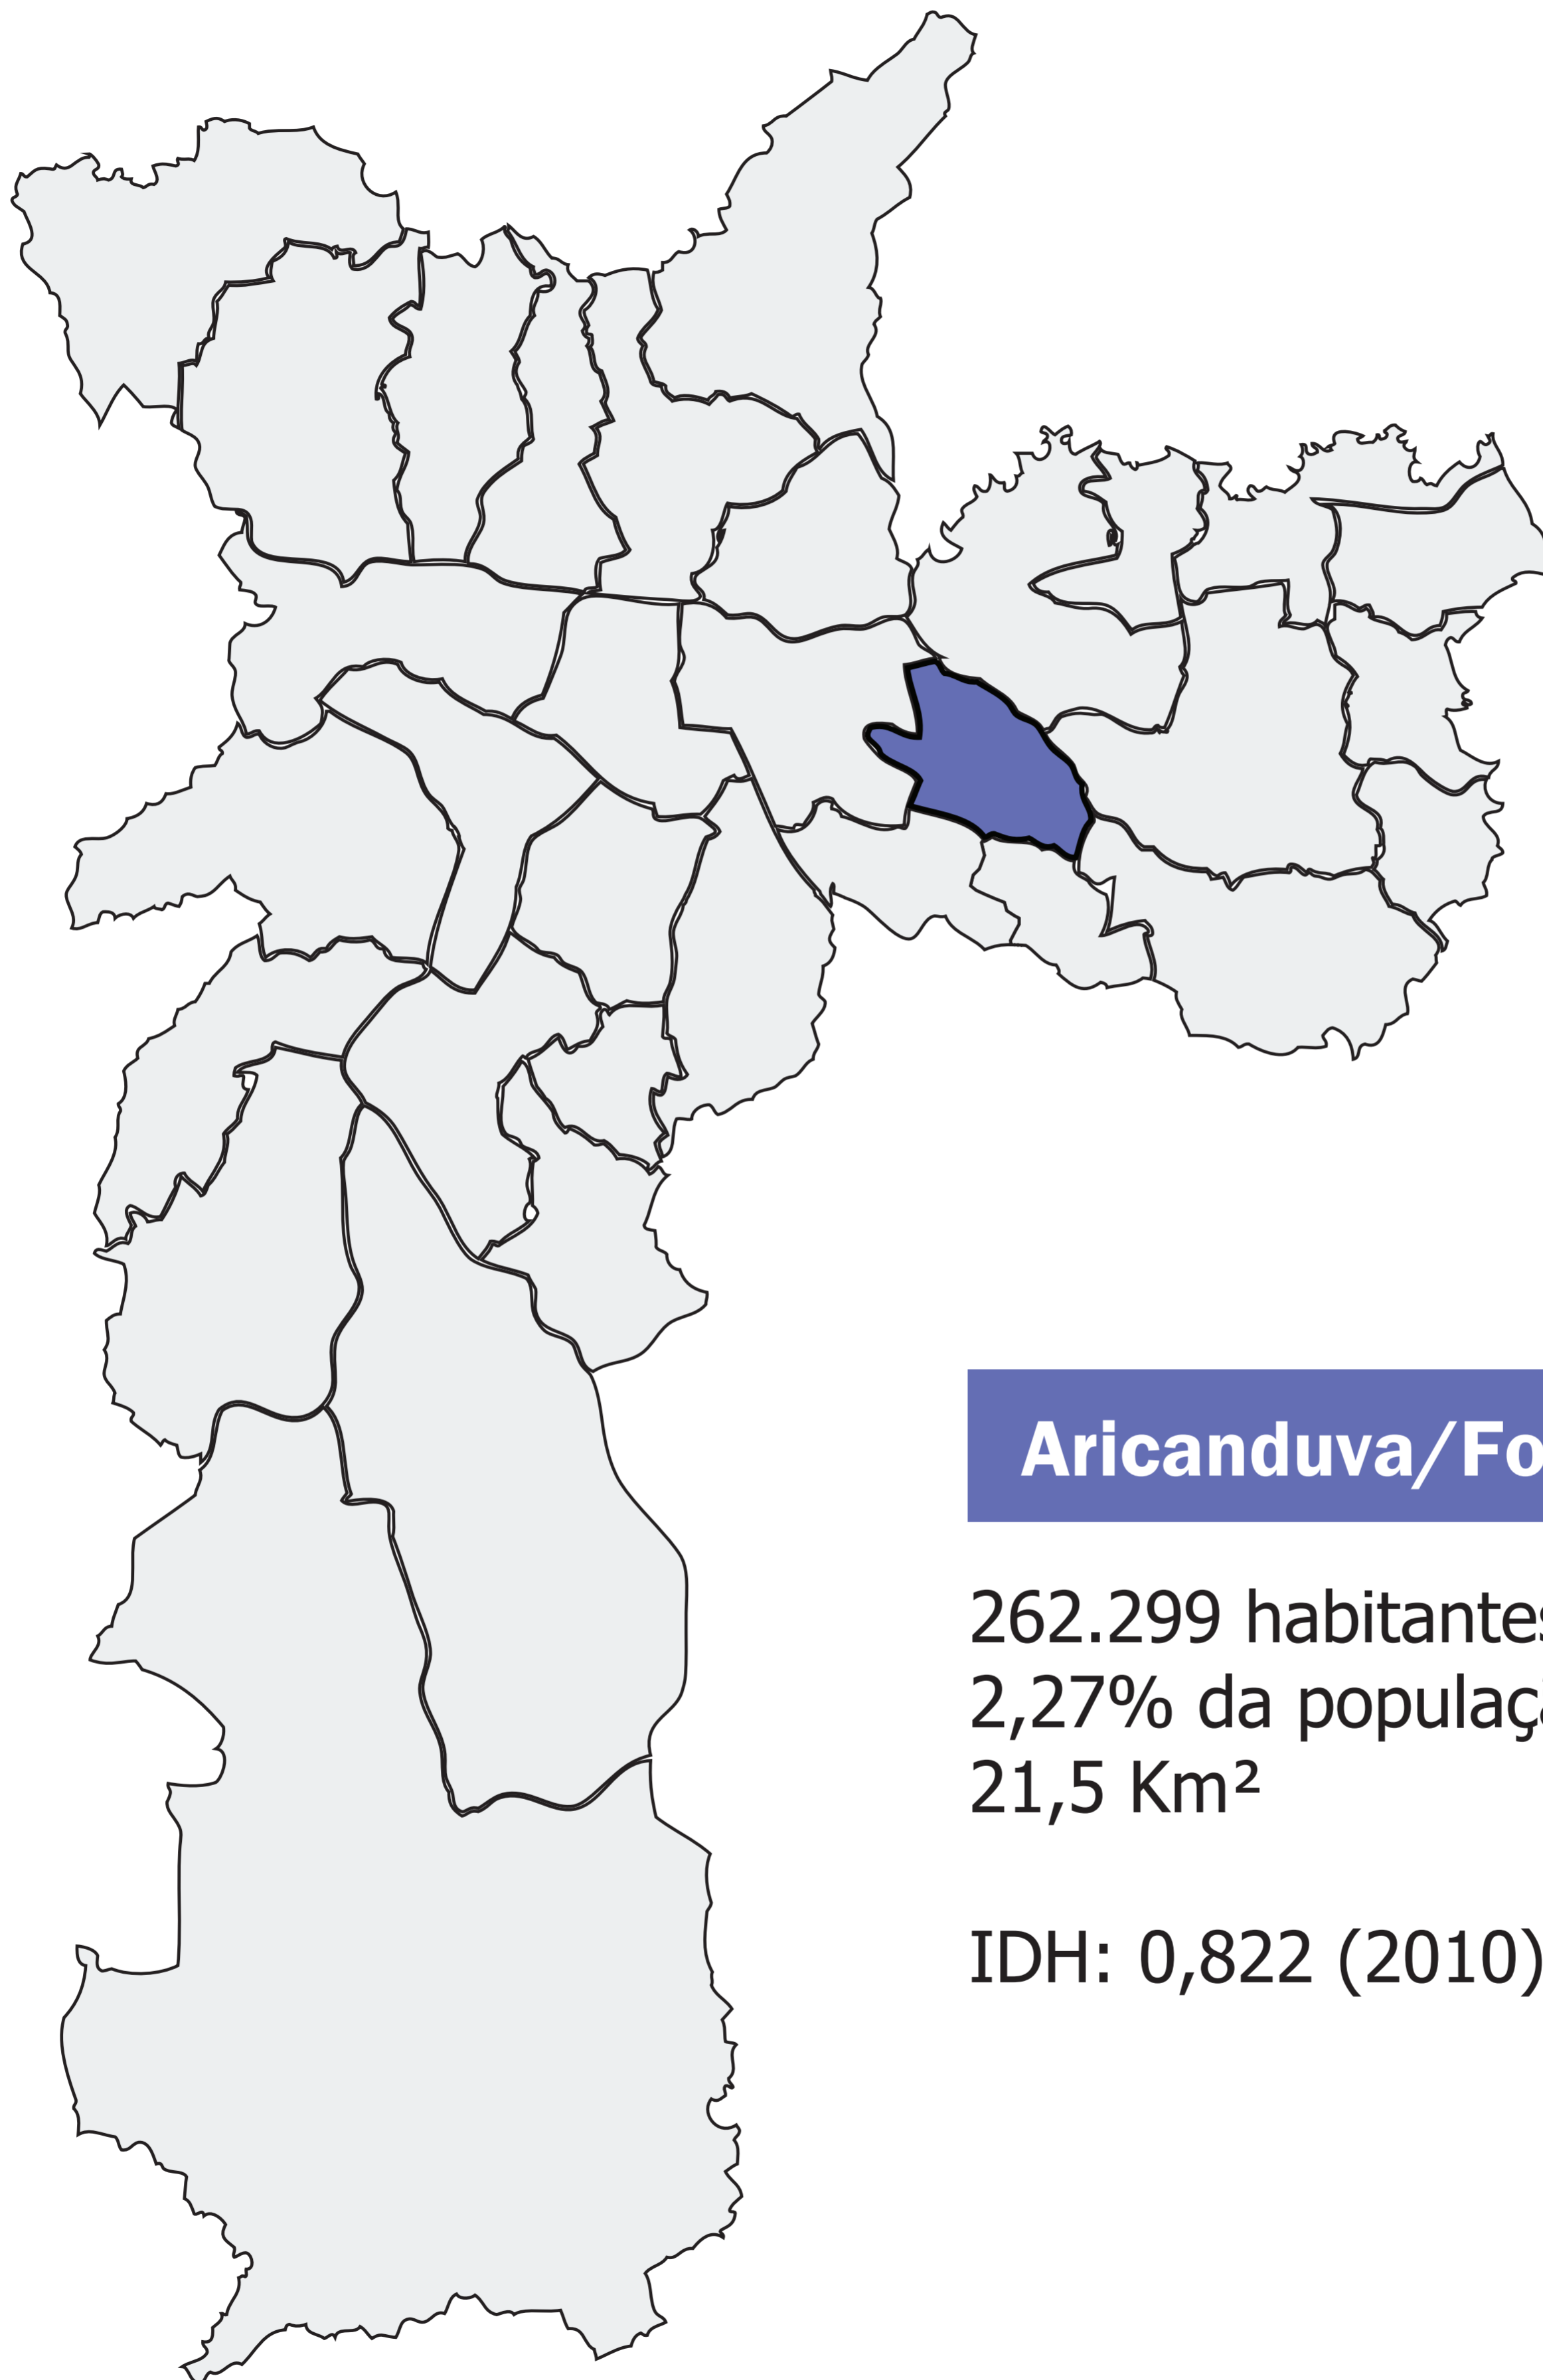 Aricanduva/Fo
262.299 habitantes
2,27% da populaç
21,5 Km²
IDH: 0,822 (2010)